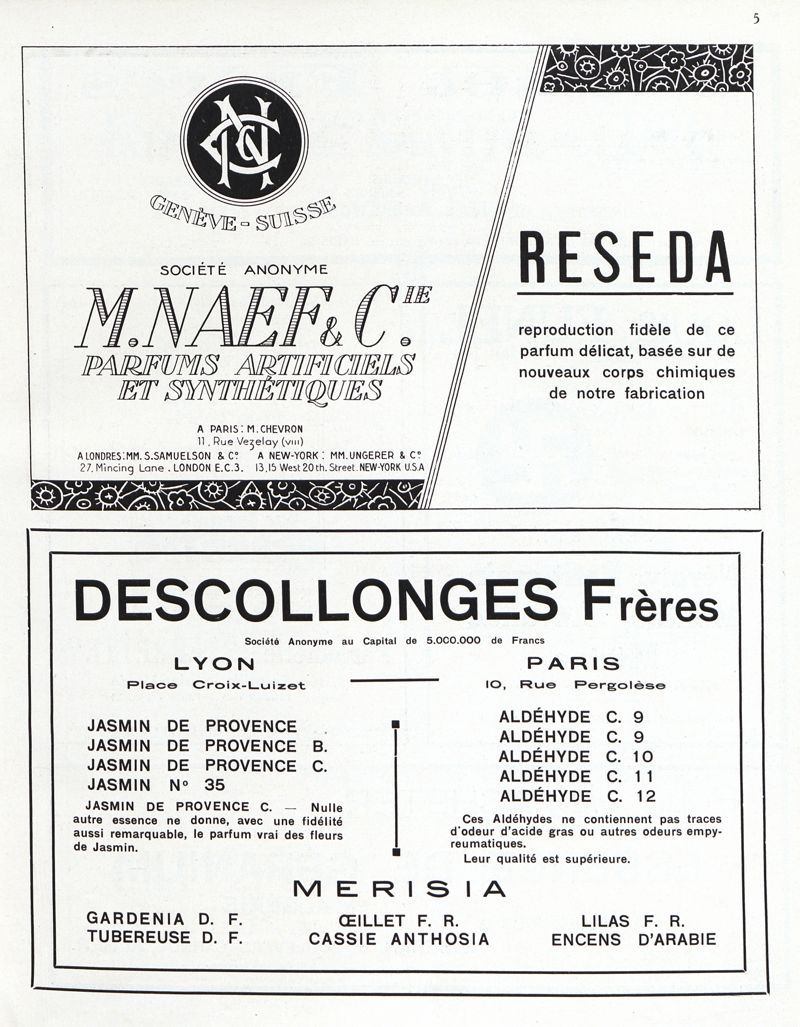 5
GENÈVE - SUISSE
SOCIÉTÉ ANONYME
M. NAEF & C.IE
PARFUMS ARTIFICIELS
ET SYNTHÉTIQUES
A PARIS: M. CHEVRON
11, Rue Vezelay (VIII)
A LONDRES: MM. S. SAMUELSON & Cº
27, Mincing Lane. LONDON E.C.3.
A NEW-YORK: MM. UNGERER & Cº
13,15 West 20th. Street. NEW-YORK U.S.A
RESEDA
reproduction fidèle de ce
parfum délicat, basée sur de
nouveaux corps chimiques
de notre fabrication
DESCOLLONGES Frères
Société Anonyme au Capital de 5.000.000 de Francs
LYON
Place Croix-Luizet
PARIS
10, Rue Pergolèse
JASMIN DE PROVENCE
JASMIN DE PROVENCE B.
JASMIN DE PROVENCE C.
JASMIN Nº 35
JASMIN DE PROVENCE C. — Nulle
autre essence ne donne, avec une fidélité
aussi remarquable, le parfum vrai des fleurs
de Jasmin.
ALDÉHYDE C. 9
ALDÉHYDE C. 9
ALDÉHYDE C. 10
ALDÉHYDE C. 11
ALDÉHYDE C. 12
Ces Aldéhydes ne contiennent pas traces
d'odeur d'acide gras ou autres odeurs empy-
reumatiques.
Leur qualité est supérieure.
MERISIA
GARDENIA D. F.
TUBEREUSE D. F.
ŒILLET F. R.
CASSIE ANTHOSIA
LILAS F. R.
ENCENS D'ARABIE